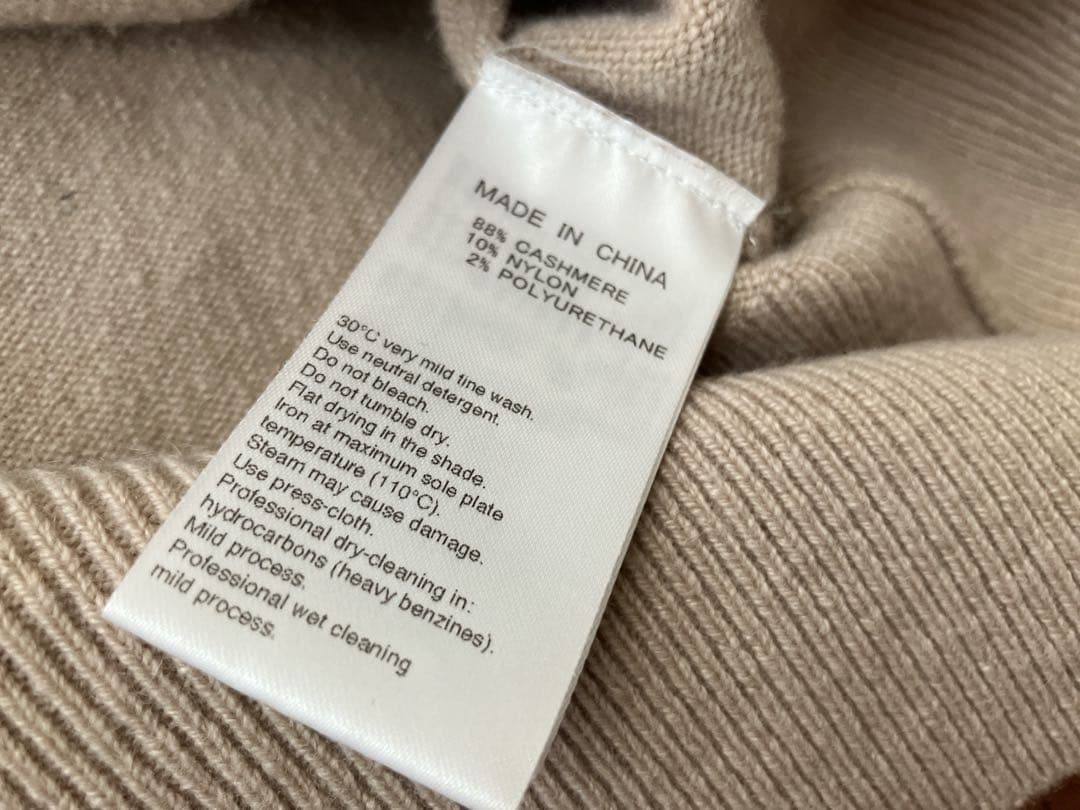 MADE IN CHINA
88% CASHMERE
10% NYLON
2% POLYURETHANE
30°C very mild fine wash.
Use neutral detergent.
Do not bleach.
Do not tumble dry.
Flat drying in the shade.
Iron at maximum sole plate
temperature (110°C).
Steam may cause damage.
Use press-cloth.
Professional dry-cleaning in:
hydrocarbons (heavy benzines).
Mild process.
Professional wet cleaning
mild process.